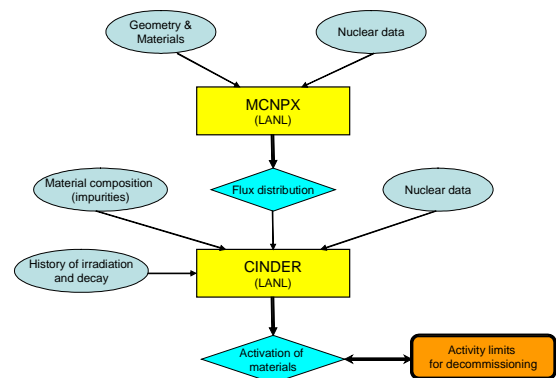 Geometry &
Materials
Nuclear data
MCNPX
(LANL)
Material composition
(impurities)
Flux distribution
Nuclear data
History of irradiation
and decay
CINDER
(LANL)
Activation of
materials
Activity limits
for decommissioning